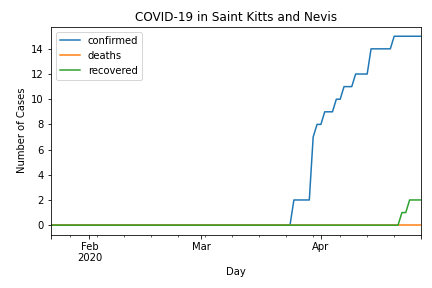 COVID-19 in Saint Kitts and Nevis
confirmed
deaths
recovered
Number of Cases
14
12
10
8
6
4
2
0
Feb
2020
Mar
Apr
Day